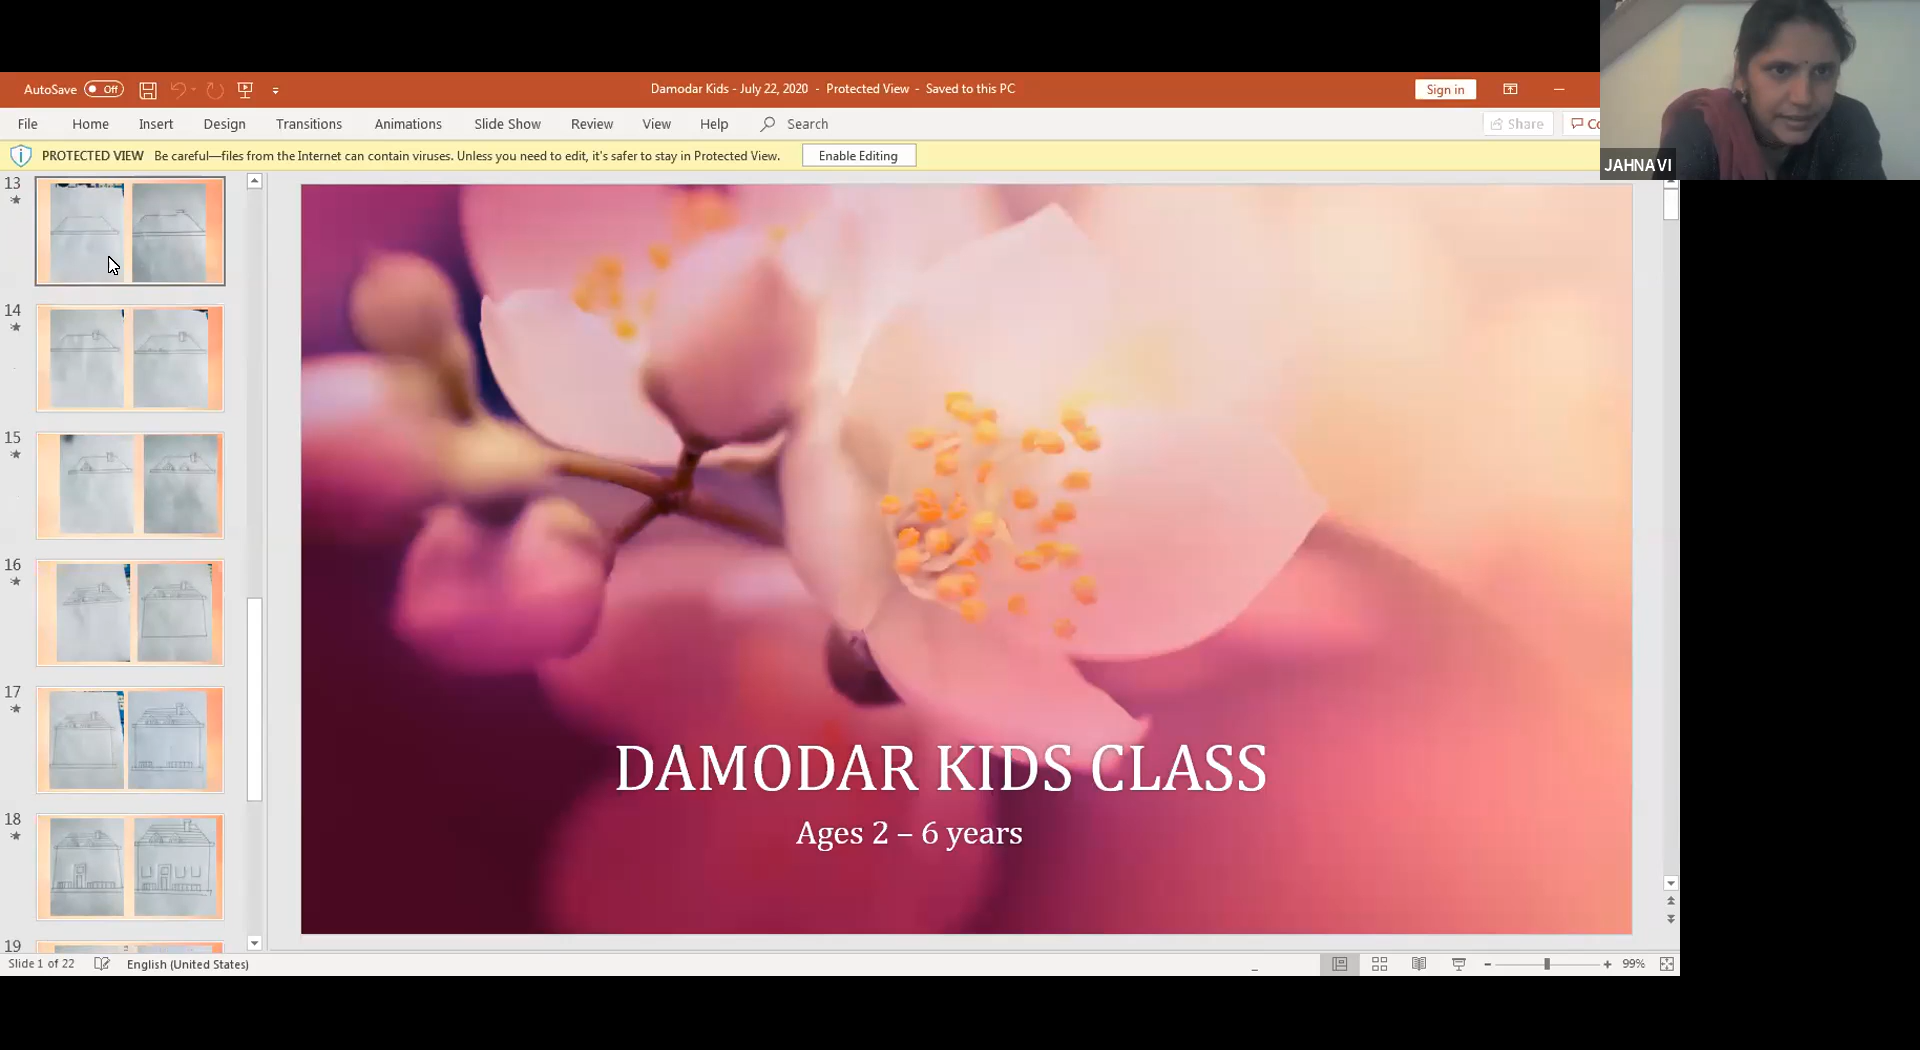 AutoSave Off
Damodar Kids - July 22, 2020 - Protected View - Saved to this PC
Sign in
File Home Insert Design Transitions Animations Slide Show Review View Help Search
Share Co
PROTECTED VIEW Be careful—files from the Internet can contain viruses. Unless you need to edit, it's safer to stay in Protected View. Enable Editing
JAHNAVI
13
14
15
16
17
18
19
DAMODAR KIDS CLASS
Ages 2 – 6 years
Slide 1 of 22 English (United States) 99%